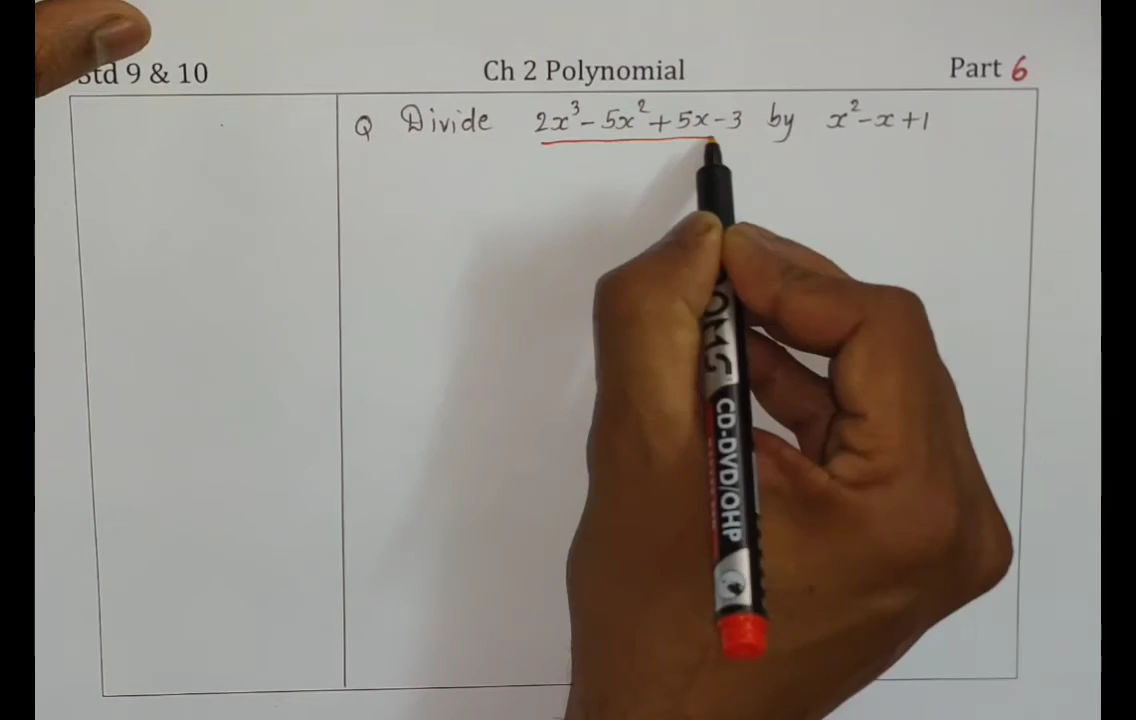 Std 9 & 10 Ch 2 Polynomial Part 6
Q Divide 2x³ - 5x² + 5x - 3 by x² - x + 1
CD-DVD/OHP